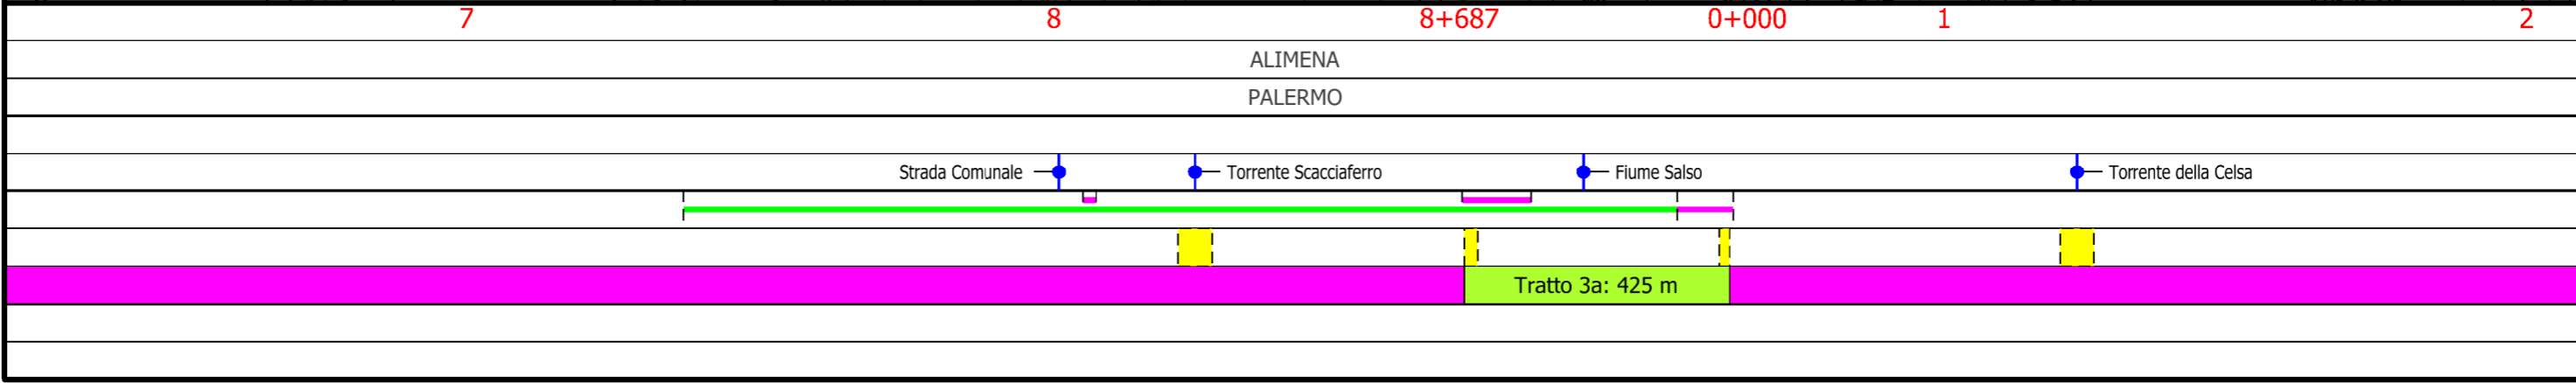 7 8 8+687 0+000 1 2
ALIMENA
PALERMO
Strada Comunale Torrente Scacciaferro Fiume Salso Torrente della Celsa
Tratto 3a: 425 m